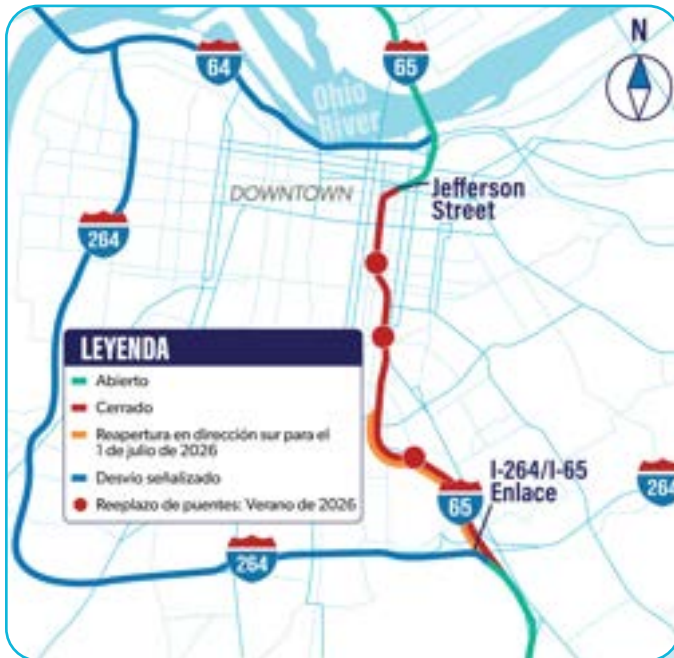 64
65
N
Ohio
River
DOWNTOWN
Jefferson
Street
264
LEYENDA
Abierto
Cerrado
Reapertura en dirección sur para el
1 de julio de 2026
Desvío señalizado
Reeplazo de puentes: Verano de 2026
I-264/I-65
Enlace
264
65
264